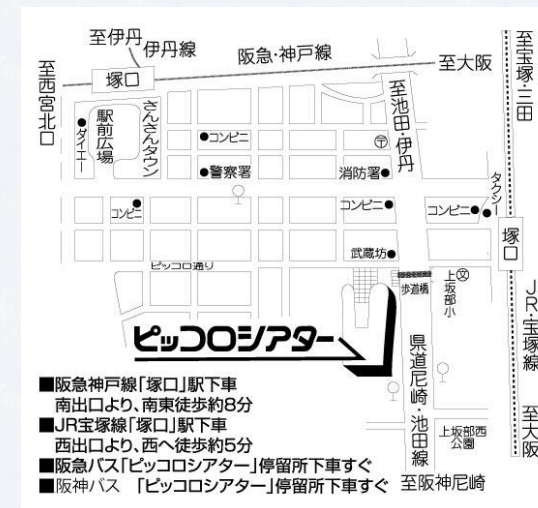 至伊丹
伊丹線
阪急・神戸線
至大阪
至西宮北口
塚口
至宝塚・三田
至池田・伊丹
駅前広場
さんさんタウン
ダイエー
コンビニ
〒
警察署
消防署
タクシー
コンビニ
コンビニ
コンビニ
塚口
武蔵坊
ピッコロ通り
歩道橋
上坂部小
文
JR・宝塚線
ピッコロシアター
県道尼崎・池田線
■阪急神戸線「塚口」駅下車
南出口より、南東徒歩約8分
■JR宝塚線「塚口」駅下車
西出口より、西へ徒歩約5分
■阪急バス「ピッコロシアター」停留所下車すぐ
■阪神バス 「ピッコロシアター」停留所下車すぐ
上坂部西公園
至大阪
至阪神尼崎